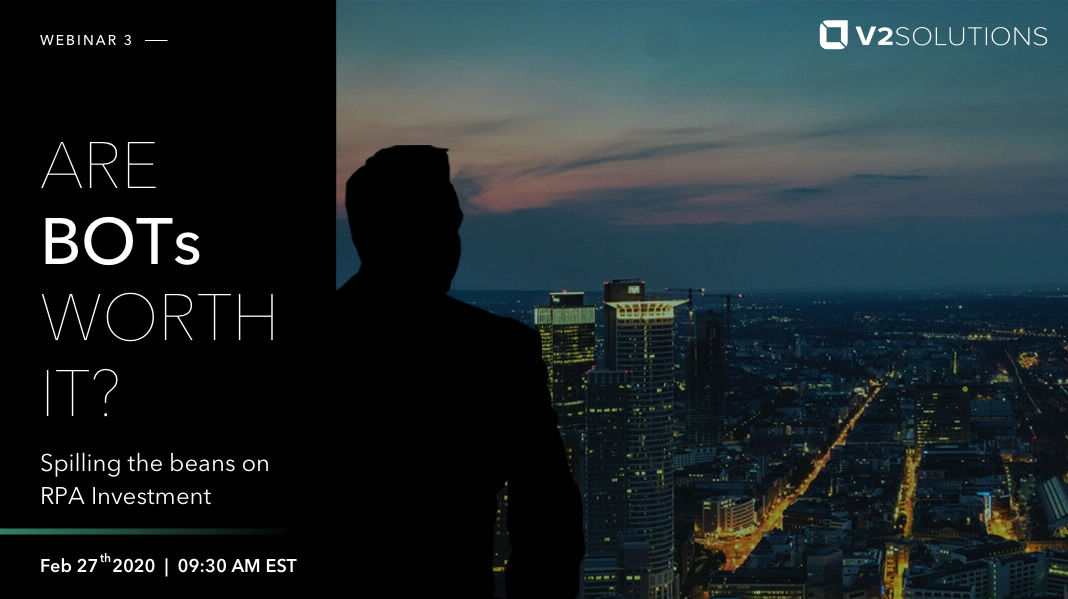 WEBINAR 3
V2SOLUTIONS
ARE
BOTs
WORTH
IT?
Spilling the beans on
RPA Investment
Feb 27th 2020 | 09:30 AM EST